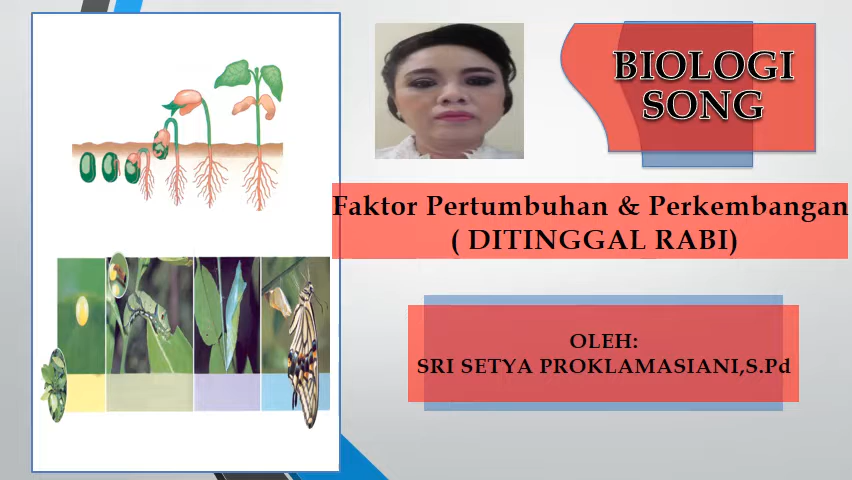 BIOLOGI
SONG
Faktor Pertumbuhan & Perkembangan
( DITINGGAL RABI)
OLEH:
SRI SETYA PROKLAMASIANI,S.Pd